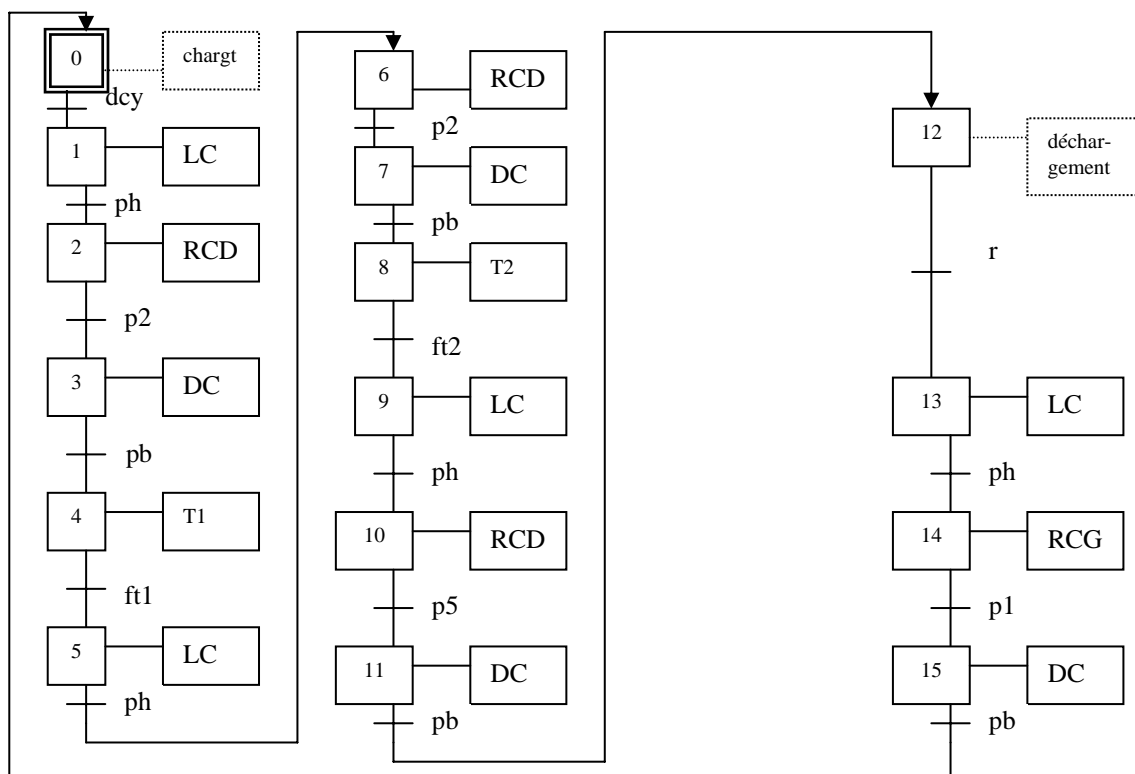 0
chargt
dcy
1
LC
ph
2
RCD
p2
3
DC
pb
4
T1
ft1
5
LC
ph
6
RCD
p2
7
DC
pb
8
T2
ft2
9
LC
ph
10
RCD
p5
11
DC
pb
12
déchar-
gement
r
13
LC
ph
14
RCG
p1
15
DC
pb